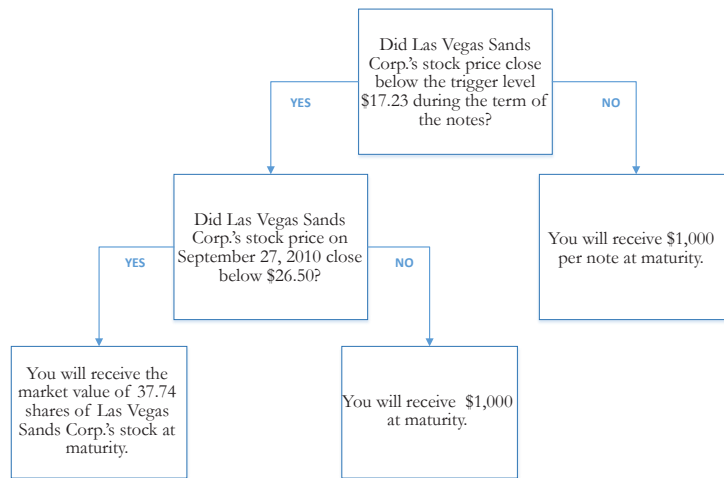 Did Las Vegas Sands
Corp.'s stock price close
below the trigger level
$17.23 during the term of
the notes?
YES
NO
Did Las Vegas Sands
Corp.'s stock price on
September 27, 2010 close
below $26.50?
You will receive $1,000
per note at maturity.
YES
NO
You will receive the
market value of 37.74
shares of Las Vegas
Sands Corp.'s stock at
maturity.
You will receive $1,000
at maturity.